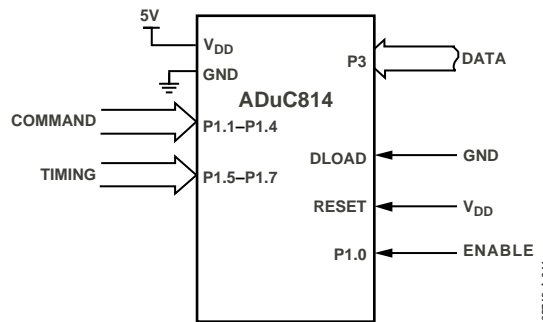 5V
VDD
GND
P3
DATA
ADuC814
COMMAND
P1.1–P1.4
TIMING
P1.5–P1.7
DLOAD
GND
RESET
VDD
P1.0
ENABLE